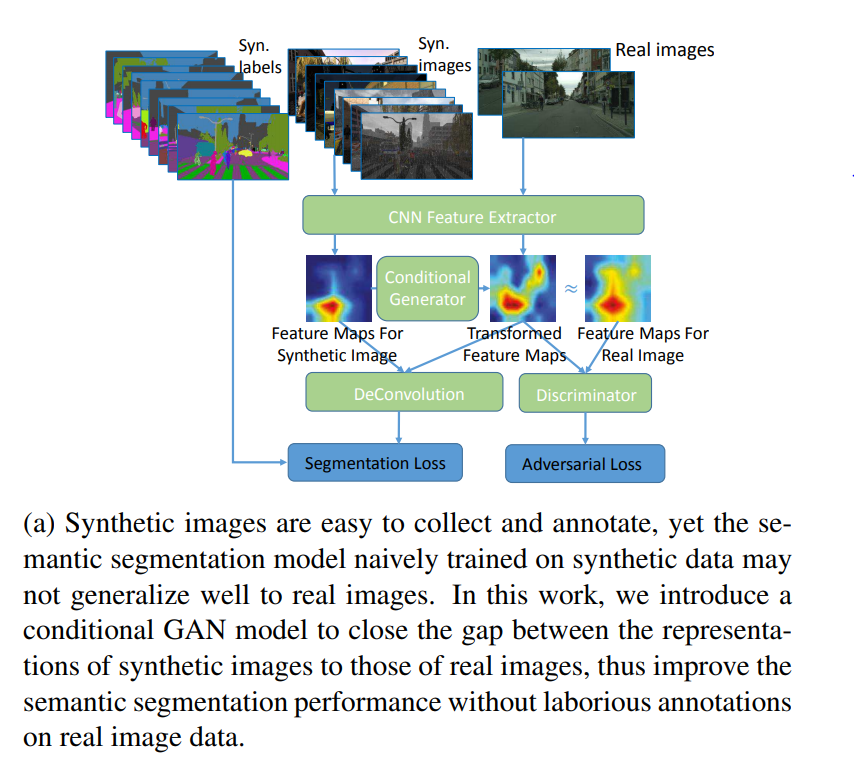 Syn.
labels
Syn.
images
Real images
CNN Feature Extractor
Conditional
Generator
≈
Feature Maps For
Synthetic Image
Transformed
Feature Maps
Feature Maps For
Real Image
DeConvolution
Discriminator
Segmentation Loss
Adversarial Loss
(a) Synthetic images are easy to collect and annotate, yet the se-
mantic segmentation model naively trained on synthetic data may
not generalize well to real images. In this work, we introduce a
conditional GAN model to close the gap between the representa-
tions of synthetic images to those of real images, thus improve the
semantic segmentation performance without laborious annotations
on real image data.